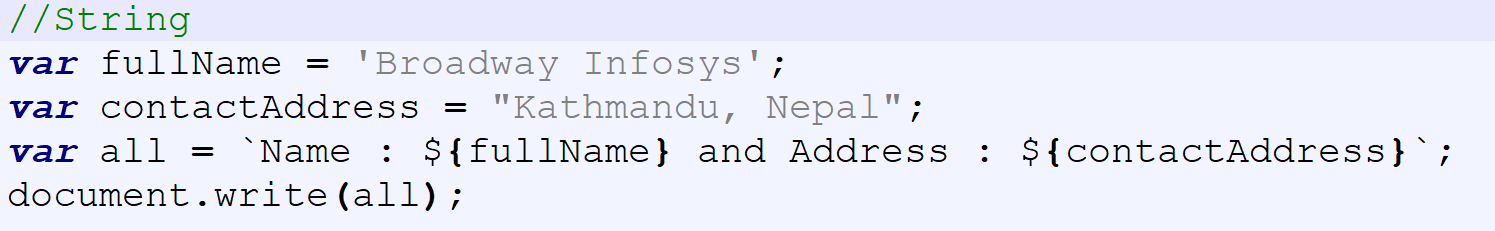 //String
var fullName = 'Broadway Infosys';
var contactAddress = "Kathmandu, Nepal";
var all = `Name : ${fullName} and Address : ${contactAddress}`;
document.write(all);